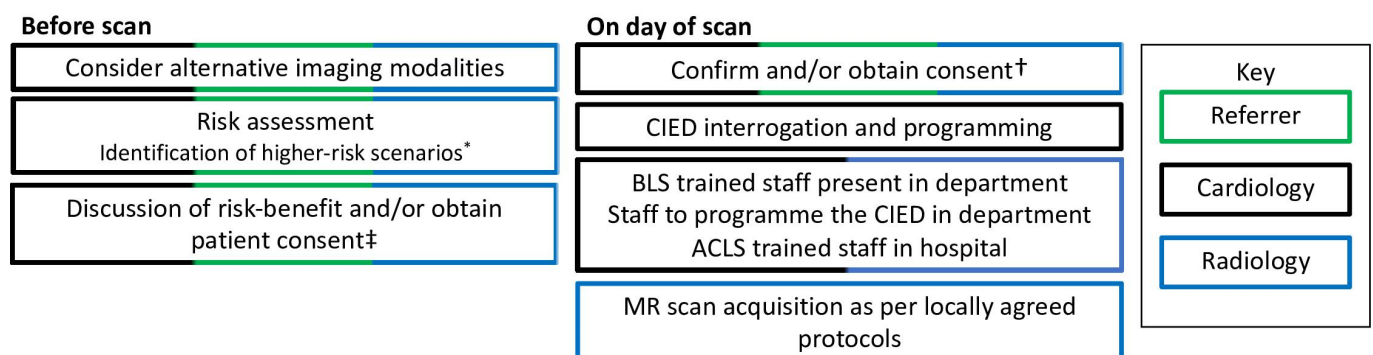 Before scan
Consider alternative imaging modalities
Risk assessment
Identification of higher-risk scenarios*
Discussion of risk-benefit and/or obtain
patient consent‡
On day of scan
Confirm and/or obtain consent†
CIED interrogation and programming
BLS trained staff present in department
Staff to programme the CIED in department
ACLS trained staff in hospital
MR scan acquisition as per locally agreed
protocols
Key
Referrer
Cardiology
Radiology